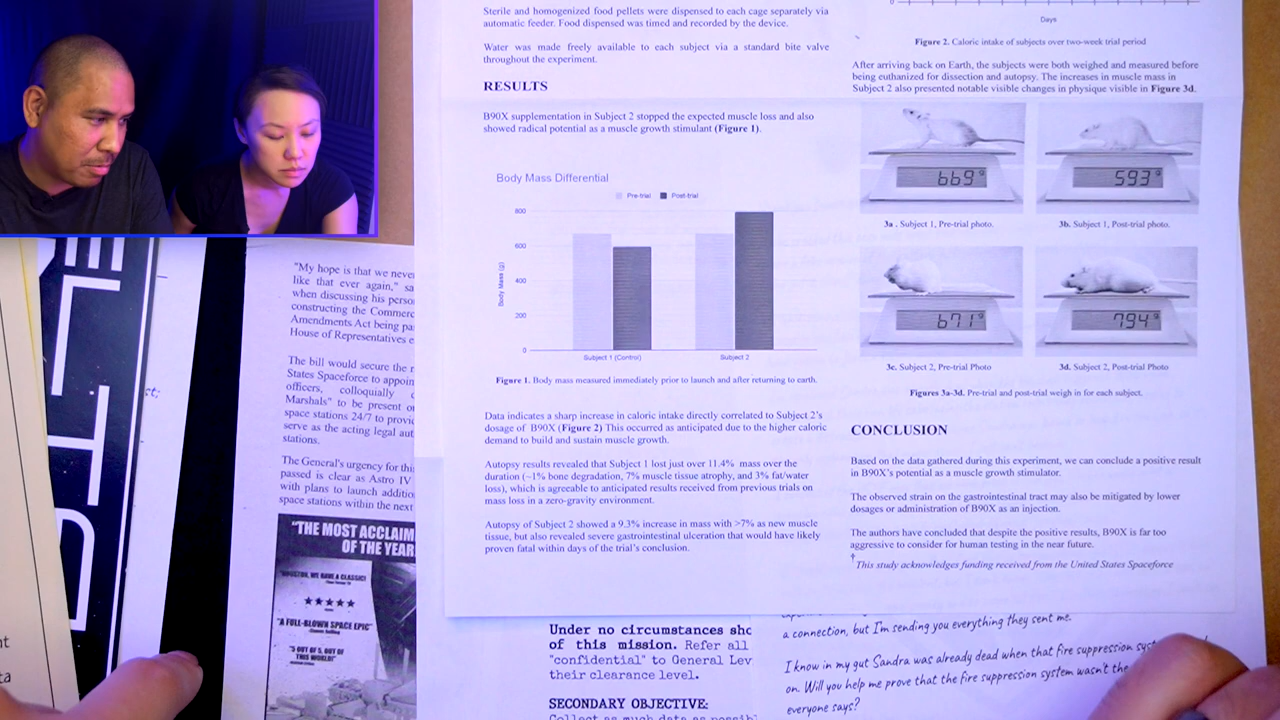 Sterile and homogenized food pellets were dispensed to each cage separately via
automatic feeder. Food dispensed was timed and recorded by the device.
Water was made freely available to each subject via a standard bite valve
throughout the experiment.
RESULTS
B90X supplementation in Subject 2 stopped the expected muscle loss and also
showed radical potential as a muscle growth stimulant (Figure 1).
Body Mass Differential
Pre-trial Post-trial
Body Mass (g)
800
600
400
200
0
Subject 1 (Control) Subject 2
Figure 1. Body mass measured immediately prior to launch and after returning to earth.
Data indicates a sharp increase in caloric intake directly correlated to Subject 2's
dosage of B90X (Figure 2) This occurred as anticipated due to the higher caloric
demand to build and sustain muscle growth.
Autopsy results revealed that Subject 1 lost just over 11.4% mass over the
duration (~1% bone degradation, 7% muscle tissue atrophy, and 3% fat/water
loss), which is agreeable to anticipated results received from previous trials on
mass loss in a zero-gravity environment.
Autopsy of Subject 2 showed a 9.3% increase in mass with >7% as new muscle
tissue, but also revealed severe gastrointestinal ulceration that would have likely
proven fatal within days of the trial's conclusion.
0
Days
Figure 2. Caloric intake of subjects over two-week trial period
After arriving back on Earth, the subjects were both weighed and measured before
being euthanized for dissection and autopsy. The increases in muscle mass in
Subject 2 also presented notable visible changes in physique visible in Figure 3d.
669g
593g
3a . Subject 1, Pre-trial photo.
3b. Subject 1, Post-trial photo.
671g
794g
3c. Subject 2, Pre-trial Photo
3d. Subject 2, Post-trial Photo
Figures 3a-3d. Pre-trial and post-trial weigh in for each subject.
CONCLUSION
Based on the data gathered during this experiment, we can conclude a positive result
in B90X's potential as a muscle growth stimulator.
The observed strain on the gastrointestinal tract may also be mitigated by lower
dosages or administration of B90X as an injection.
The authors have concluded that despite the positive results, B90X is far too
aggressive to consider for human testing in the near future.
† This study acknowledges funding received from the United States Spaceforce
"My hope is that we neve
like that ever again," sa
when discussing his perso
constructing the Commerc
Amendments Act being pa
House of Representatives e
The bill would secure the r
States Spaceforce to appoin
officers, colloquially
Marshals" to be present o
space stations 24/7 to provi
serve as the acting legal aut
stations.
The General's urgency for thi
passed is clear as Astro IV
with plans to launch additio
space stations within the next
"THE MOST ACCLAIM
OF THE YEAR
"HOUSTON, WE HAVE A CLASSIC!"
"A FULL-BLOWN SPACE EPIC"
"5 OUT OF 5, OUT OF
THIS WORLD!"
Under no circumstances sho
of this mission. Refer all
"confidential" to General Lev
their clearance level.
SECONDARY OBJECTIVE:
Collect as much data as possib
a connection, but I'm sending you everything they sent me.
I know in my gut Sandra was already dead when that fire suppression
on. Will you help me prove that the fire suppression system wasn't the
everyone says?